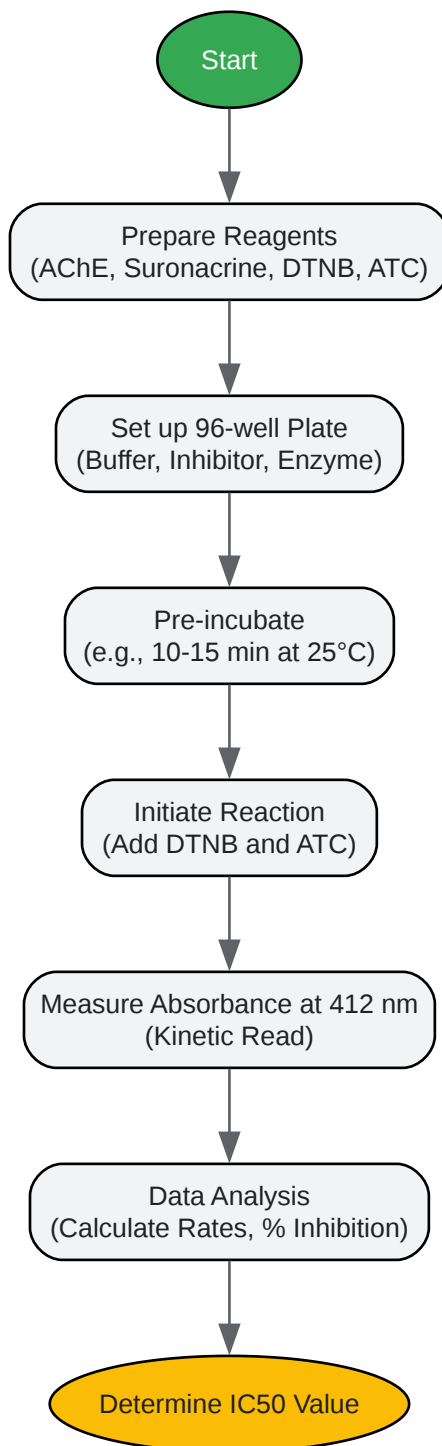 Start
Prepare Reagents
(AChE, Suronacrine, DTNB, ATC)
Set up 96-well Plate
(Buffer, Inhibitor, Enzyme)
Pre-incubate
(e.g., 10-15 min at 25°C)
Initiate Reaction
(Add DTNB and ATC)
Measure Absorbance at 412 nm
(Kinetic Read)
Data Analysis
(Calculate Rates, % Inhibition)
Determine IC50 Value